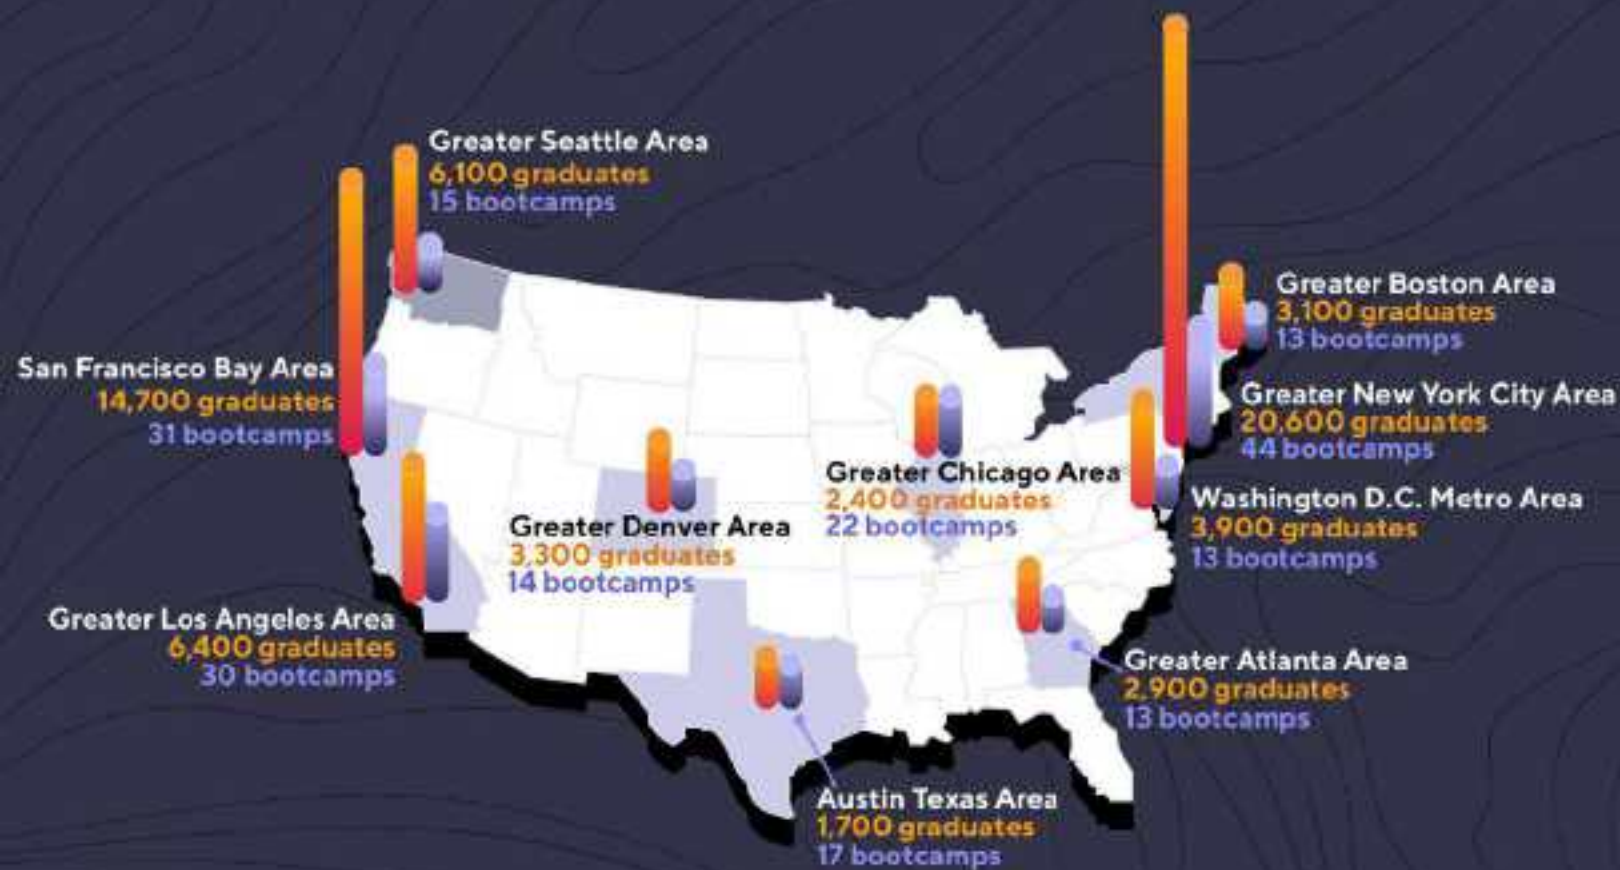 Greater Seattle Area
6,100 graduates
15 bootcamps
San Francisco Bay Area
14,700 graduates
31 bootcamps
Greater Los Angeles Area
6,400 graduates
30 bootcamps
Greater Denver Area
3,300 graduates
14 bootcamps
Greater Chicago Area
2,400 graduates
22 bootcamps
Greater Boston Area
3,100 graduates
13 bootcamps
Greater New York City Area
20,600 graduates
44 bootcamps
Washington D.C. Metro Area
3,900 graduates
13 bootcamps
Greater Atlanta Area
2,900 graduates
13 bootcamps
Austin Texas Area
1,700 graduates
17 bootcamps